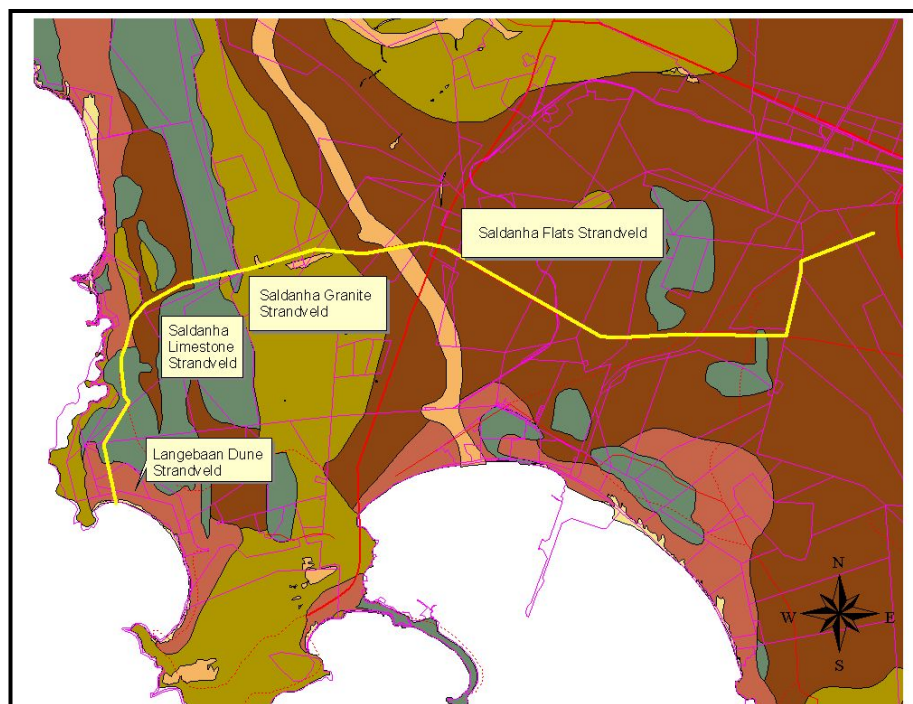 Saldanha Flats Strandveld
Saldanha Granite
Strandveld
Saldanha
Limestone
Strandveld
Langebaan Dune
Strandveld
N
W
E
S